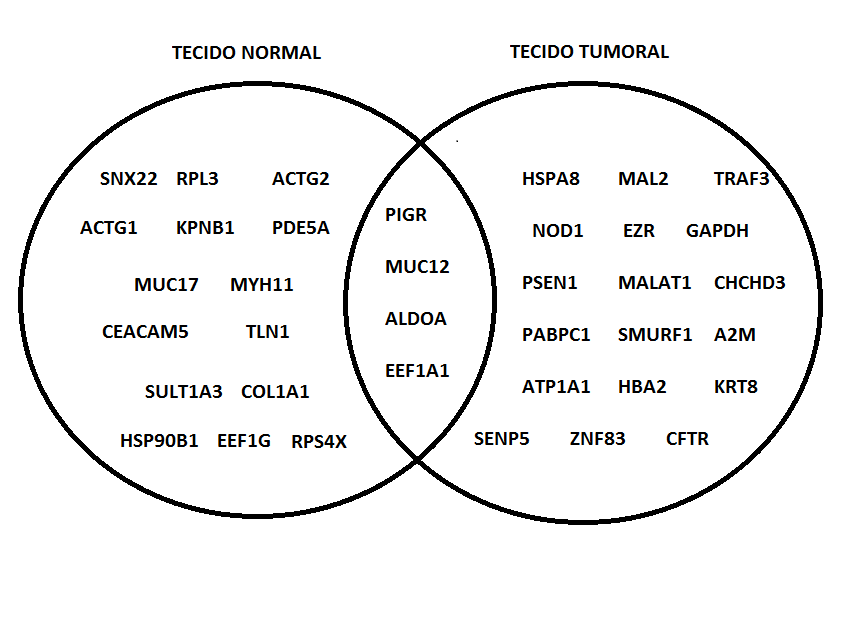 TECIDO NORMAL
TECIDO TUMORAL
SNX22 RPL3 ACTG2
ACTG1 KPNB1 PDE5A
MUC17 MYH11
CEACAM5 TLN1
SULT1A3 COL1A1
HSP90B1 EEF1G RPS4X
PIGR
MUC12
ALDOA
EEF1A1
HSPA8 MAL2 TRAF3
NOD1 EZR GAPDH
PSEN1 MALAT1 CHCHD3
PABPC1 SMURF1 A2M
ATP1A1 HBA2 KRT8
SENP5 ZNF83 CFTR